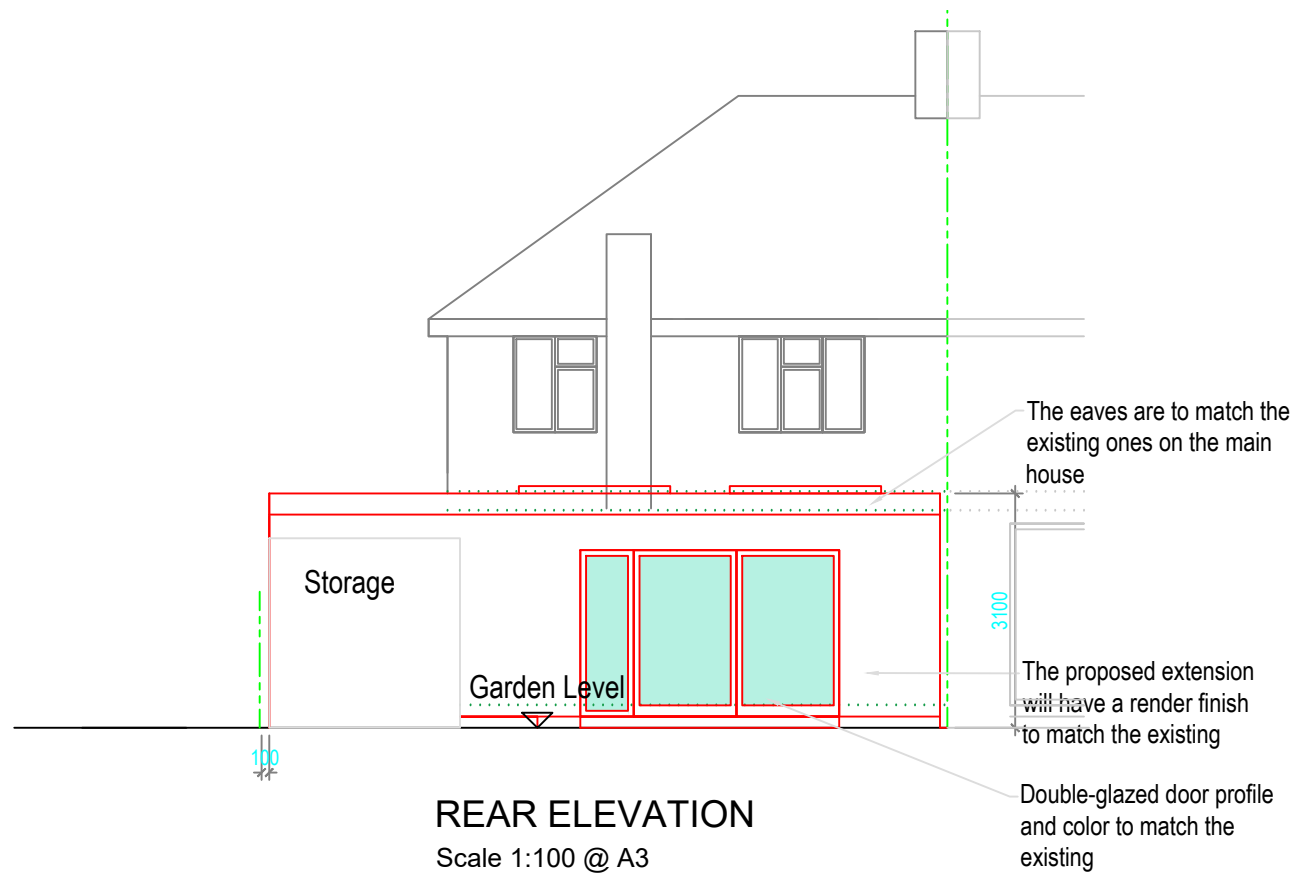 The eaves are to match the
existing ones on the main
house
Storage
3100
Garden Level
The proposed extension
will have a render finish
to match the existing
100
Double-glazed door profile
and color to match the
existing
REAR ELEVATION
Scale 1:100 @ A3